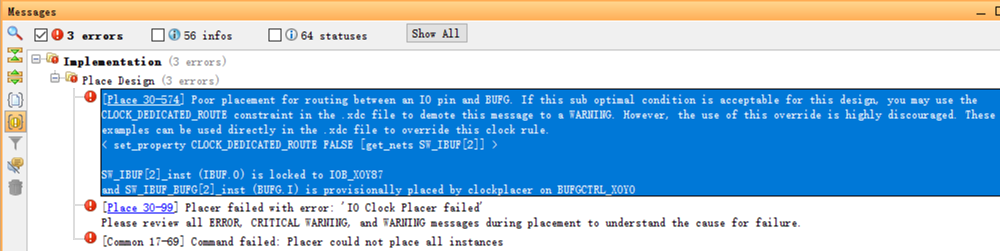 Messages
3 errors 56 infos 64 statuses Show All
Implementation (3 errors)
Place Design (3 errors)
[Place 30-574] Poor placement for routing between an IO pin and BUFG. If this sub optimal condition is acceptable for this design, you may use the
CLOCK_DEDICATED_ROUTE constraint in the .xdc file to demote this message to a WARNING. However, the use of this override is highly discouraged. These
examples can be used directly in the .xdc file to override this clock rule.
< set_property CLOCK_DEDICATED_ROUTE FALSE [get_nets SW_IBUF[2]] >
SW_IBUF[2]_inst (IBUF.O) is locked to IOB_X0Y87
and SW_IBUF_BUFG[2]_inst (BUFG.I) is provisionally placed by clockplacer on BUFGCTRL_X0Y0
[Place 30-99] Placer failed with error: 'IO Clock Placer failed'
Please review all ERROR, CRITICAL WARNING, and WARNING messages during placement to understand the cause for failure.
[Common 17-69] Command failed: Placer could not place all instances